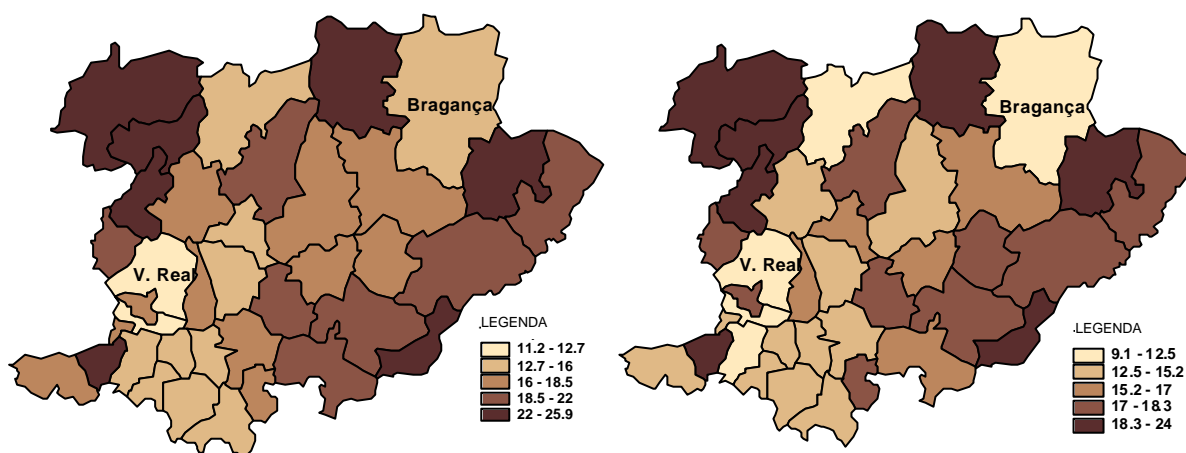 Bragança
V. Real
LEGENDA
11.2 - 12.7
12.7 - 16
16 - 18.5
18.5 - 22
22 - 25.9
Bragança
V. Real
LEGENDA
9.1 - 12.5
12.5 - 15.2
15.2 - 17
17 - 18.3
18.3 - 24